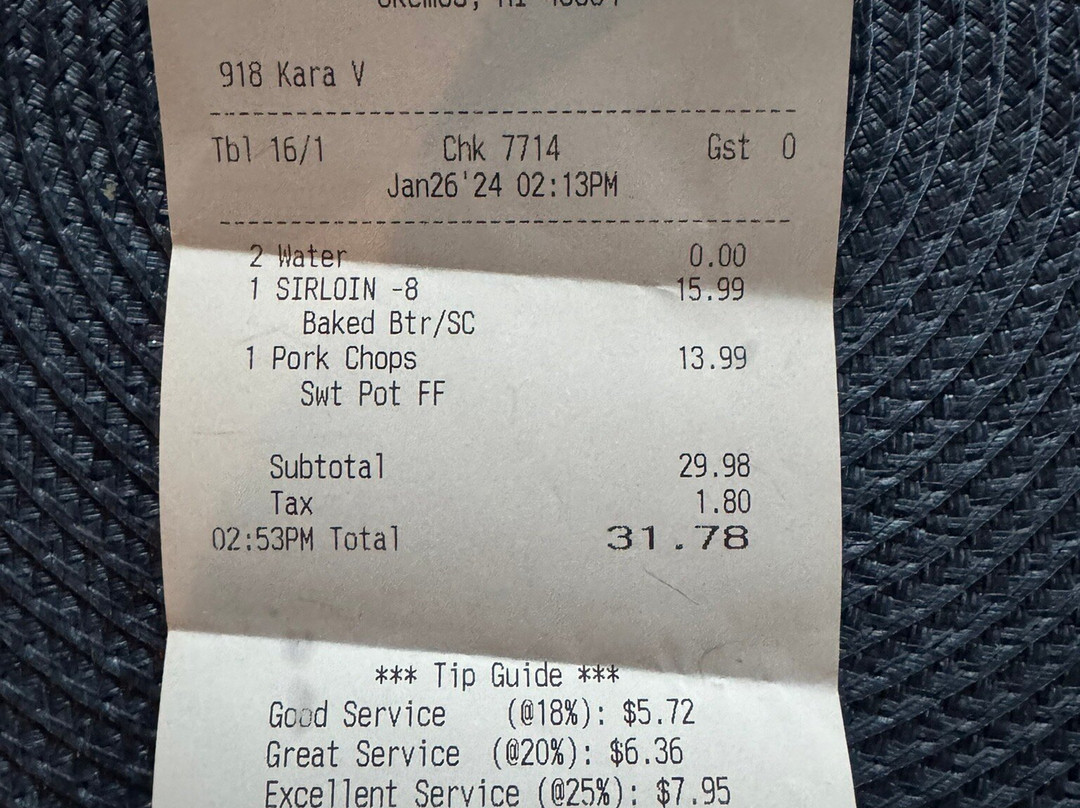 918 Kara V
Tbl 16/1 Chk 7714 Gst 0
Jan26'24 02:13PM
2 Water 0.00
1 SIRLOIN -8 15.99
Baked Btr/SC
1 Pork Chops 13.99
Swt Pot FF
Subtotal 29.98
Tax 1.80
02:53PM Total 31.78
*** Tip Guide ***
Good Service (@18%): $5.72
Great Service (@20%): $6.36
Excellent Service (@25%): $7.95